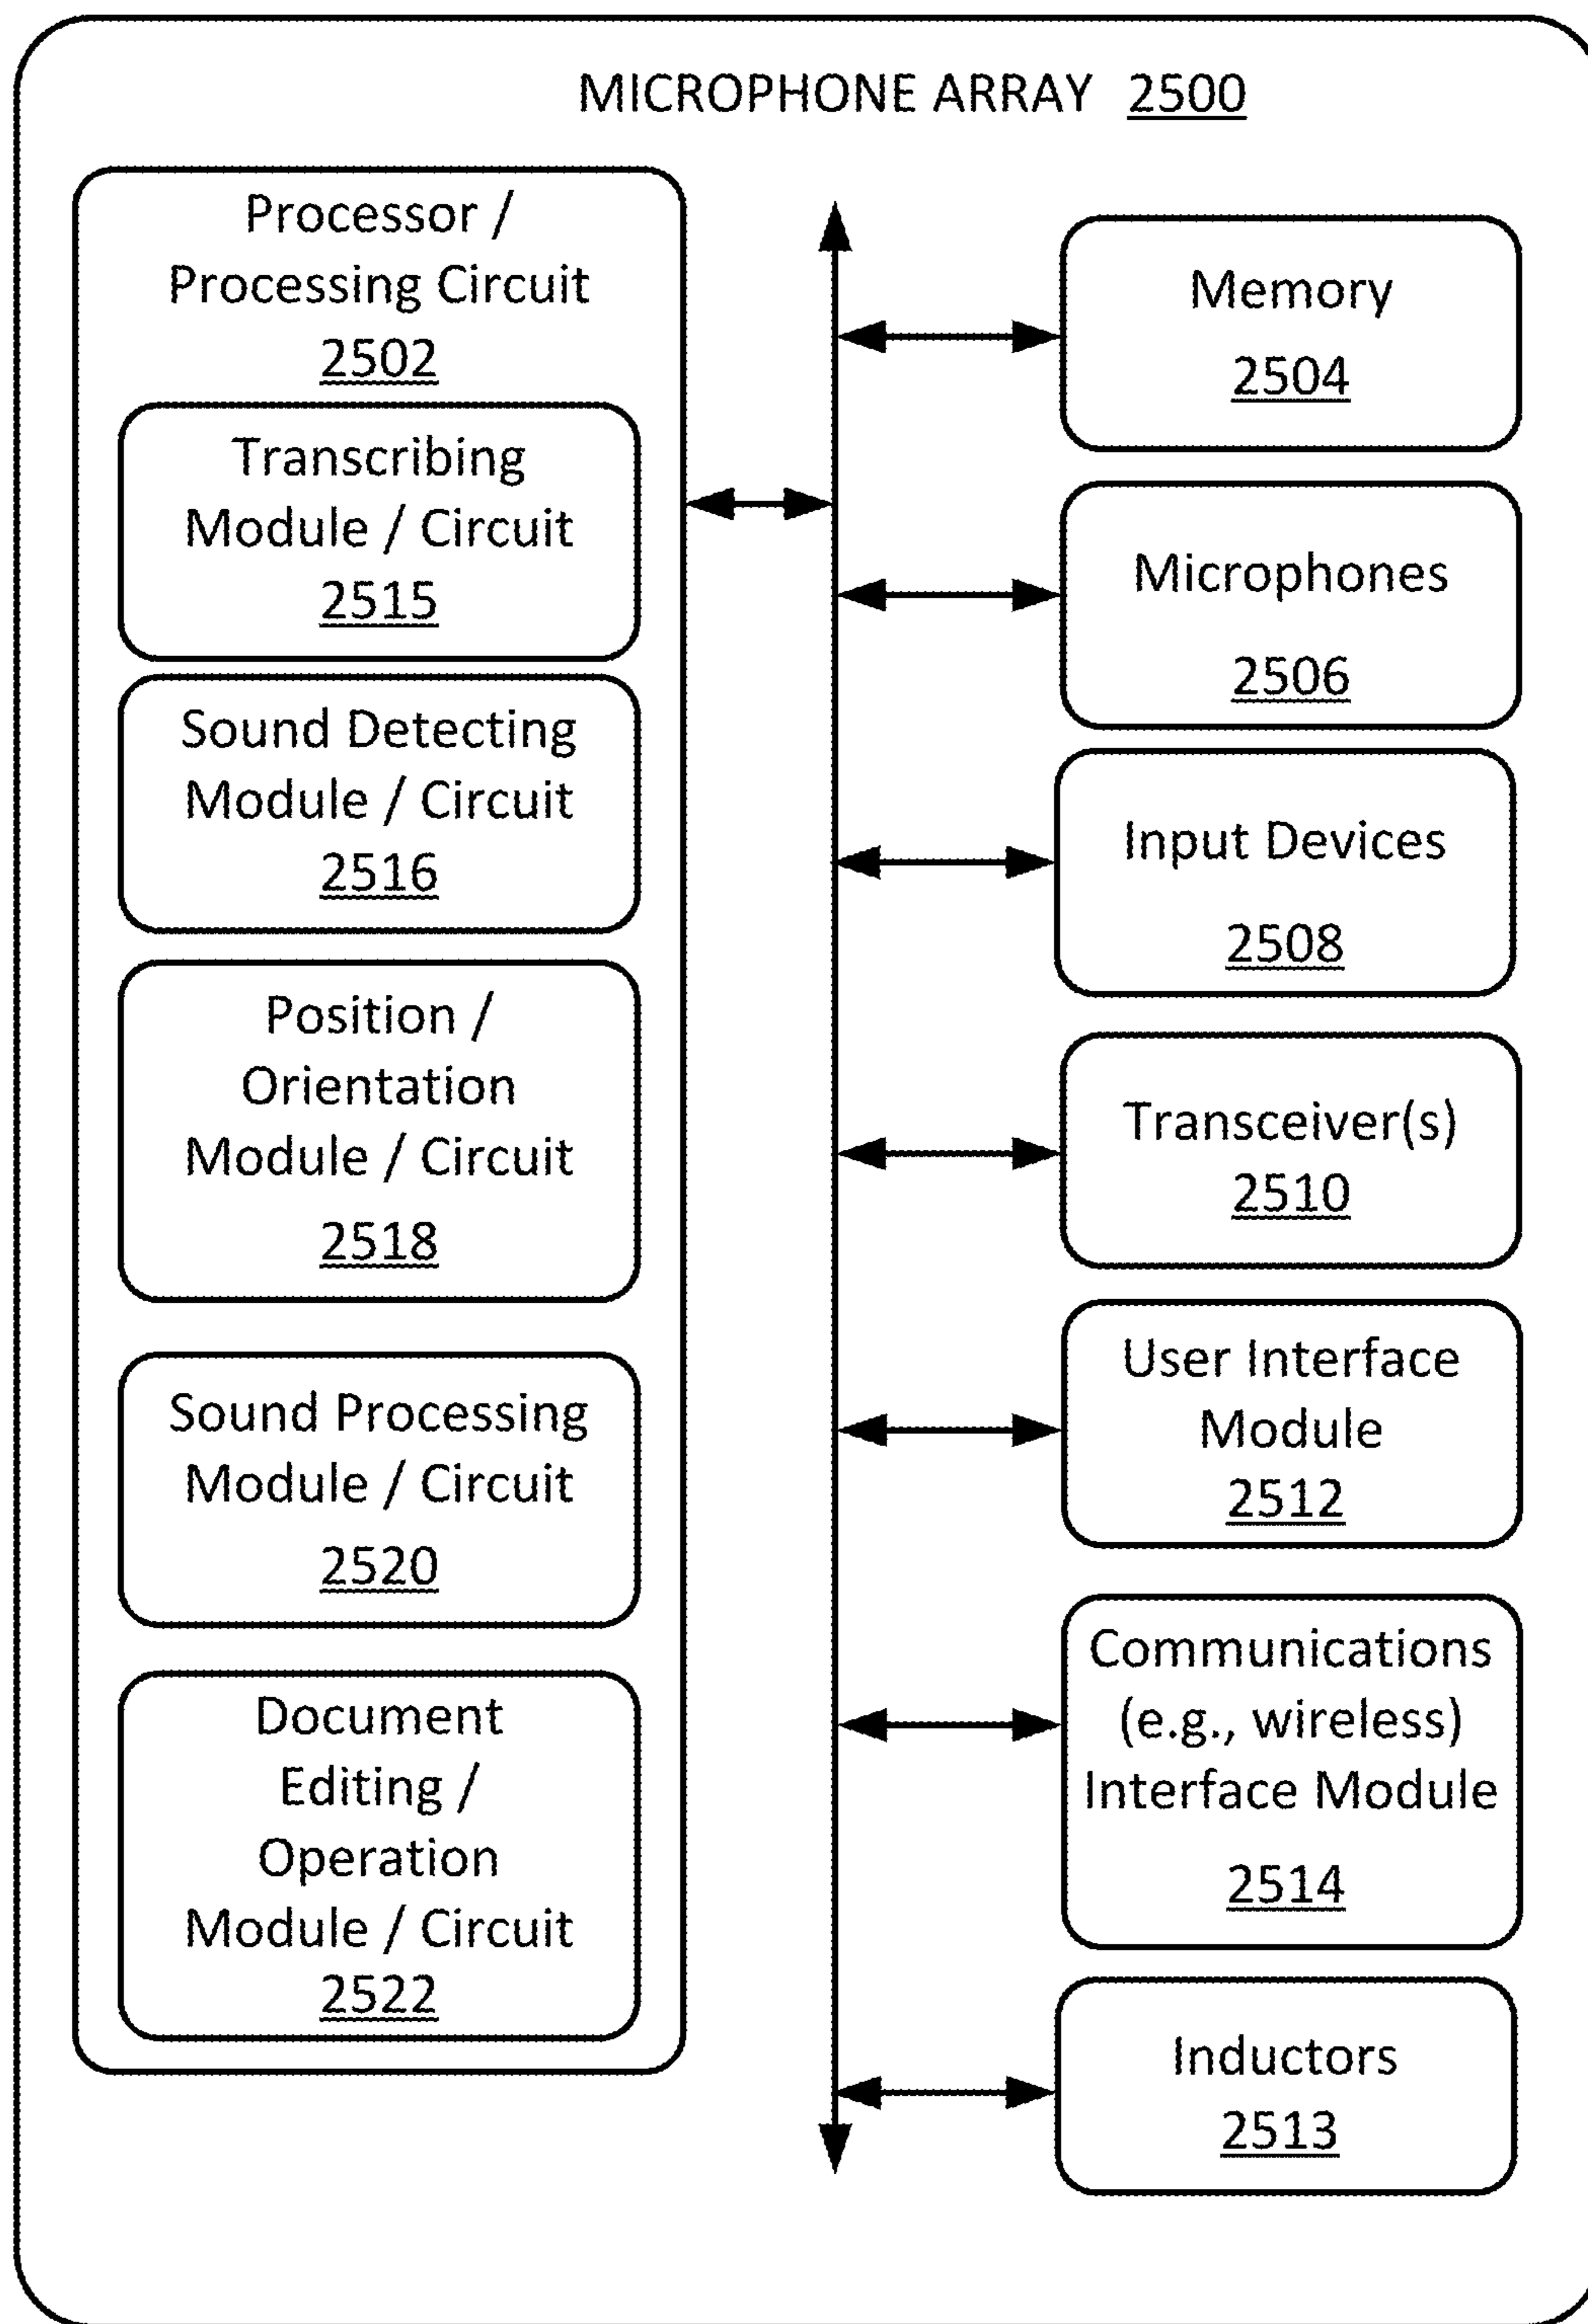 MICROPHONE ARRAY 2500
Processor /
Processing Circuit
2502
Transcribing
Module / Circuit
2515
Sound Detecting
Module / Circuit
2516
Position /
Orientation
Module / Circuit
2518
Sound Processing
Module / Circuit
2520
Document
Editing /
Operation
Module / Circuit
2522
Memory
2504
Microphones
2506
Input Devices
2508
Transceiver(s)
2510
User Interface
Module
2512
Communications
(e.g., wireless)
Interface Module
2514
Inductors
2513